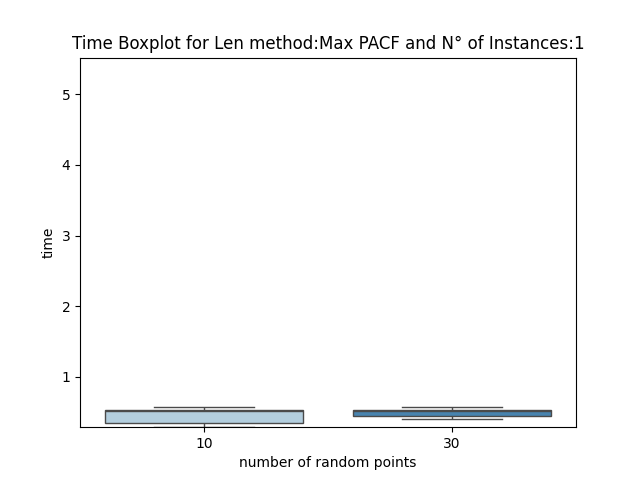 Time Boxplot for Len method:Max PACF and N° of Instances:1
5
4
3
2
1
time
10 30
number of random points